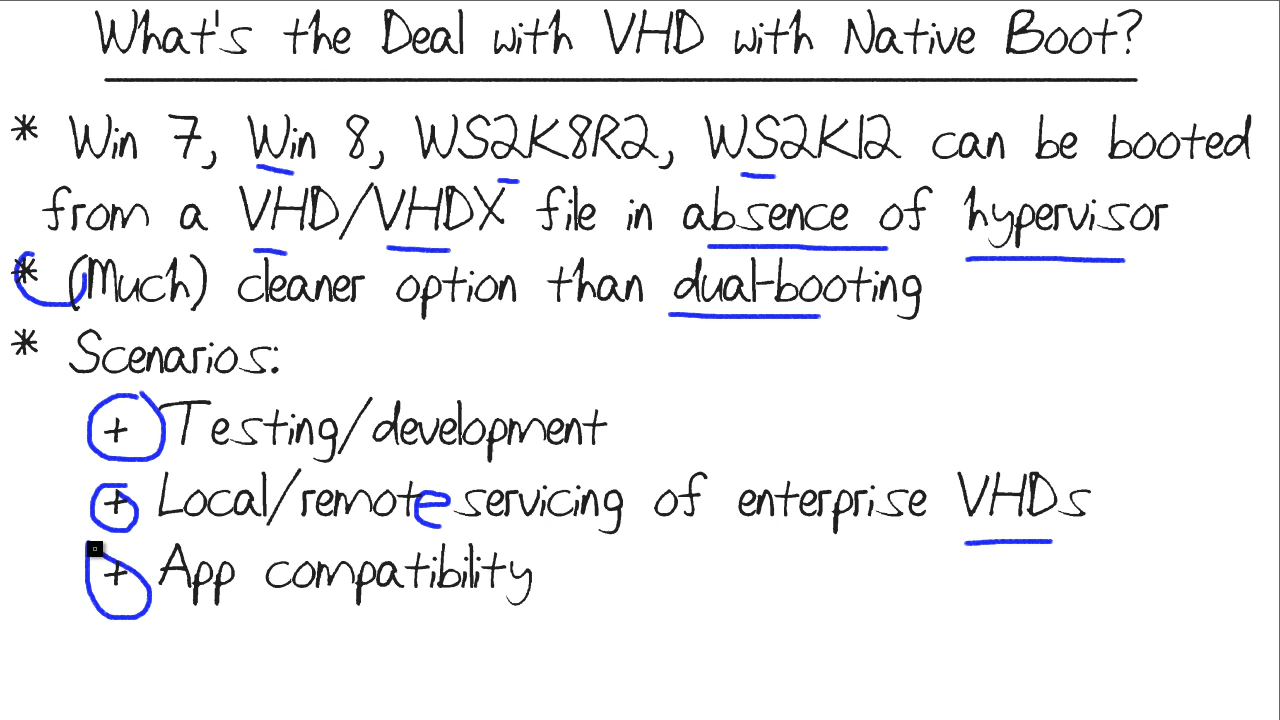 What's the Deal with VHD with Native Boot?
* Win 7, Win 8, WS2K8R2, WS2K12 can be booted
from a VHD/VHDX file in absence of hypervisor
* (Much) cleaner option than dual-booting
* Scenarios:
+ Testing/development
+ Local/remote servicing of enterprise VHDs
+ App compatibility